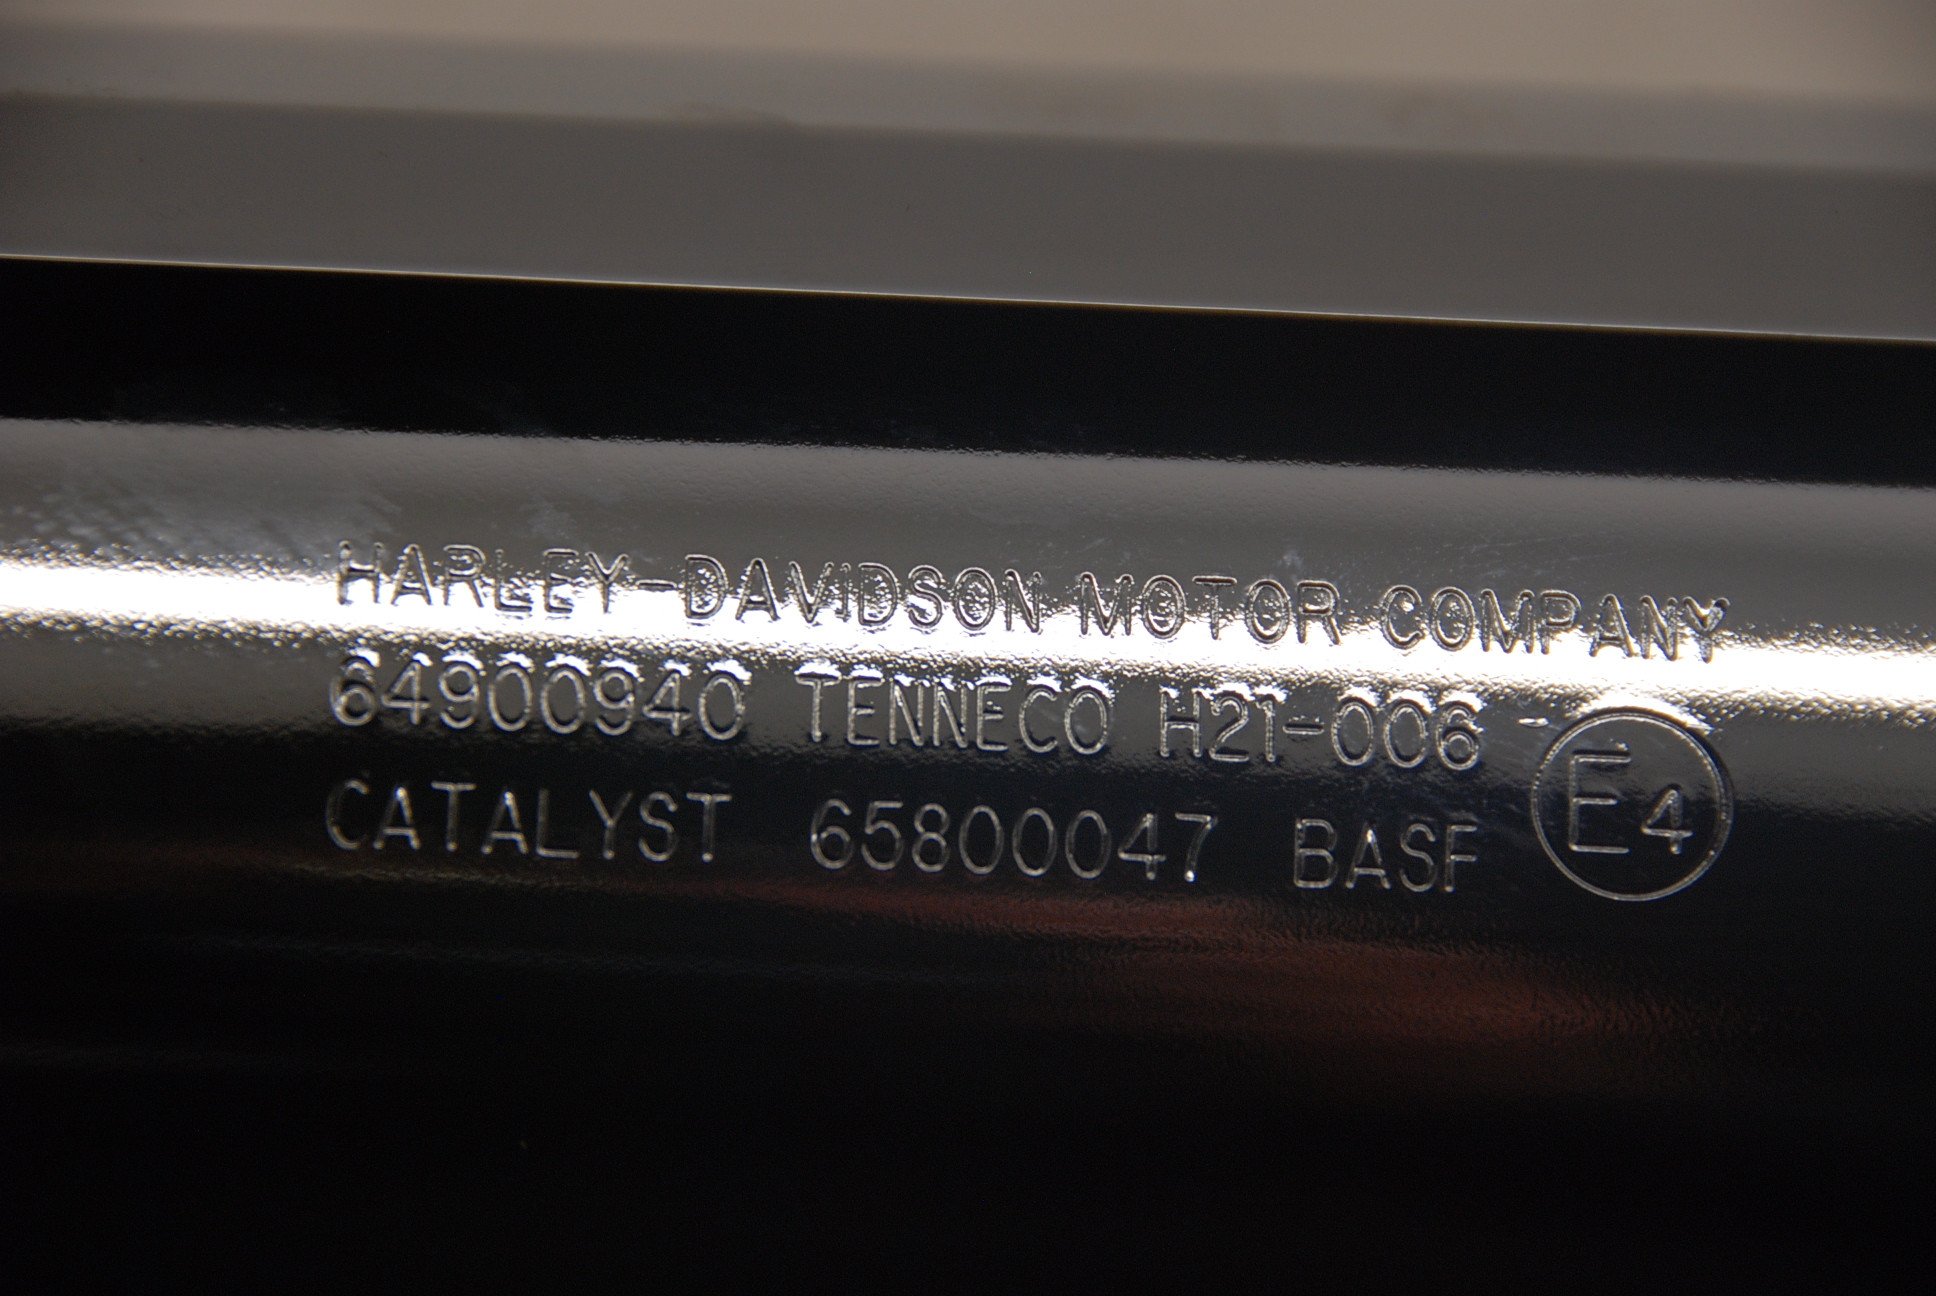 HARLEY-DAVIDSON MOTOR COMPANY
64900940 TENNECO H21-006
CATALYST 65800047 BASF
E4